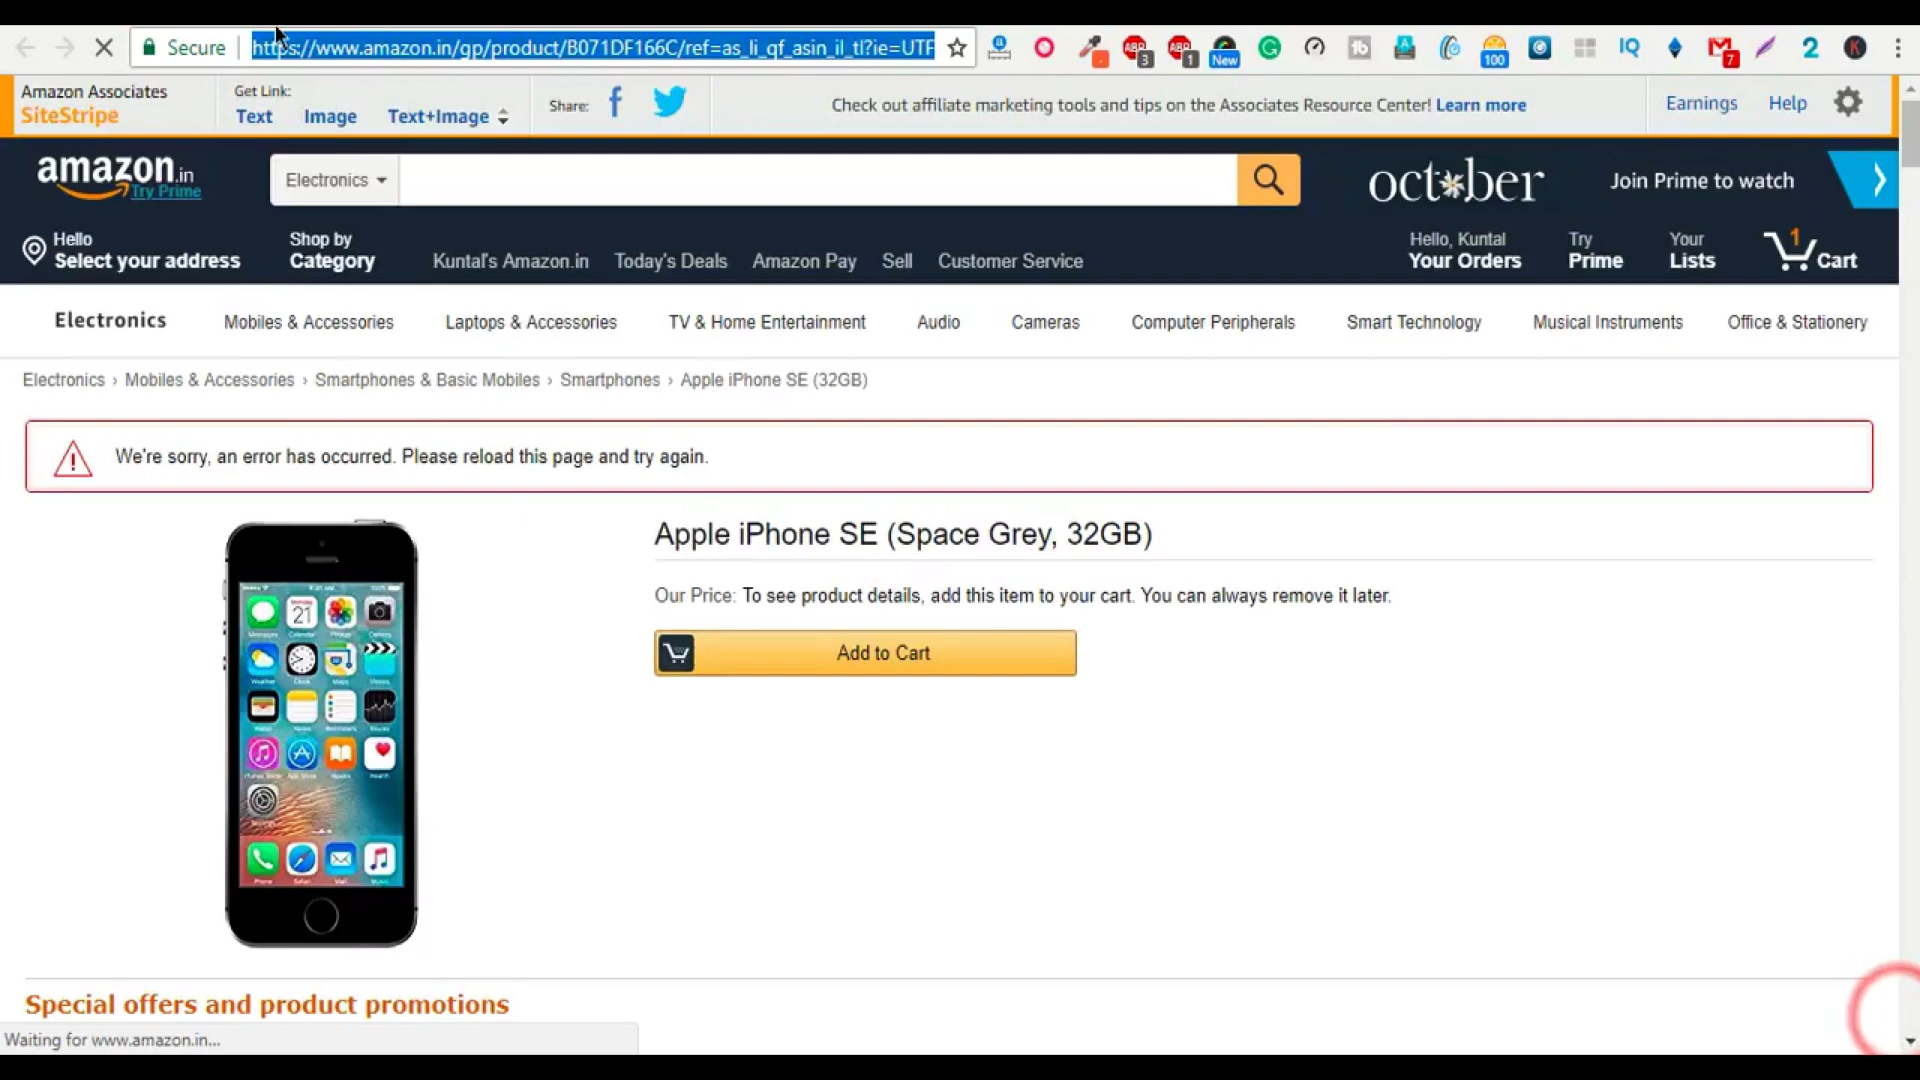 Secure https://www.amazon.in/gp/product/B071DF166C/ref=as_li_qf_asin_il_tl?ie=UTF
3 1 New 100 7 2 K
Amazon Associates
SiteStripe
Get Link:
Text Image Text+Image
Share:
Check out affiliate marketing tools and tips on the Associates Resource Center! Learn more
Earnings Help
amazon.in
Try Prime
Electronics
october
Join Prime to watch
Hello
Select your address
Shop by
Category
Kuntal's Amazon.in Today's Deals Amazon Pay Sell Customer Service
Hello, Kuntal
Your Orders
Try
Prime
Your
Lists
1
Cart
Electronics Mobiles & Accessories Laptops & Accessories TV & Home Entertainment Audio Cameras Computer Peripherals Smart Technology Musical Instruments Office & Stationery
Electronics › Mobiles & Accessories › Smartphones & Basic Mobiles › Smartphones › Apple iPhone SE (32GB)
We're sorry, an error has occurred. Please reload this page and try again.
Apple iPhone SE (Space Grey, 32GB)
Our Price: To see product details, add this item to your cart. You can always remove it later.
Add to Cart
21
Special offers and product promotions
Waiting for www.amazon.in...